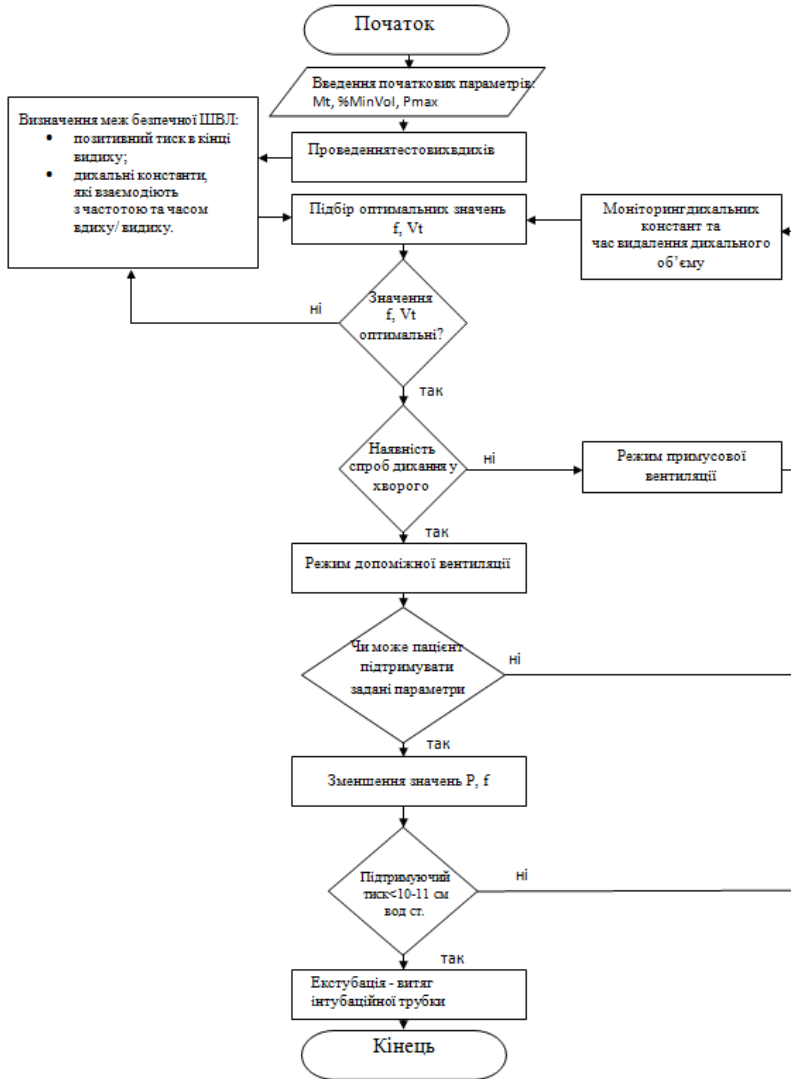 Початок
Введення початкових параметрів:
Mt, %MinVol, Pmax
Визначення меж безпечної ШВЛ:
• позитивний тиск в кінці
видиху;
• дихальні константи,
які взаємодіють
з частотою та часом
вдиху/ видиху.
Проведеннятестовихвдихів
Підбір оптимальних значень
f, Vt
Моніторингдихальних
констант та
час видалення дихального
об’єму
Значення
f, Vt
оптимальні?
ні
так
Наявність
спроб дихання у
хворого
ні
Режим примусової
вентиляції
так
Режим допоміжної вентиляції
Чи може пацієнт
підтримувати
задані параметри
ні
так
Зменшення значень P, f
Підтримуючий
тиск<10-11 см
вод ст.
ні
так
Екстубація - витяг
інтубаційної трубки
Кінець